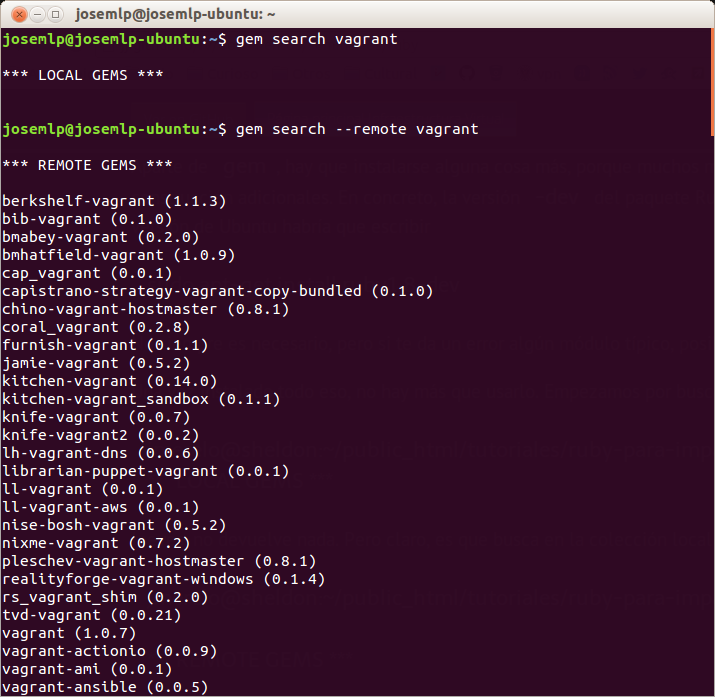 josemlp@josemlp-ubuntu: ~
josemlp@josemlp-ubuntu:~$ gem search vagrant
*** LOCAL GEMS ***
josemlp@josemlp-ubuntu:~$ gem search --remote vagrant
*** REMOTE GEMS ***
berkshelf-vagrant (1.1.3)
bib-vagrant (0.1.0)
bmabey-vagrant (0.2.0)
bmhatfield-vagrant (1.0.9)
cap_vagrant (0.0.1)
capistrano-strategy-vagrant-copy-bundled (0.1.0)
chino-vagrant-hostmaster (0.8.1)
coral_vagrant (0.2.8)
furnish-vagrant (0.1.1)
jamie-vagrant (0.5.2)
kitchen-vagrant (0.14.0)
kitchen-vagrant_sandbox (0.1.1)
knife-vagrant (0.0.7)
knife-vagrant2 (0.0.2)
lh-vagrant-dns (0.0.6)
librarian-puppet-vagrant (0.0.1)
ll-vagrant (0.0.1)
ll-vagrant-aws (0.0.1)
nise-bosh-vagrant (0.5.2)
nixme-vagrant (0.7.2)
pleschev-vagrant-hostmaster (0.8.1)
realityforge-vagrant-windows (0.1.4)
rs_vagrant_shim (0.2.0)
tvd-vagrant (0.0.21)
vagrant (1.0.7)
vagrant-actionio (0.0.9)
vagrant-ami (0.0.1)
vagrant-ansible (0.0.5)